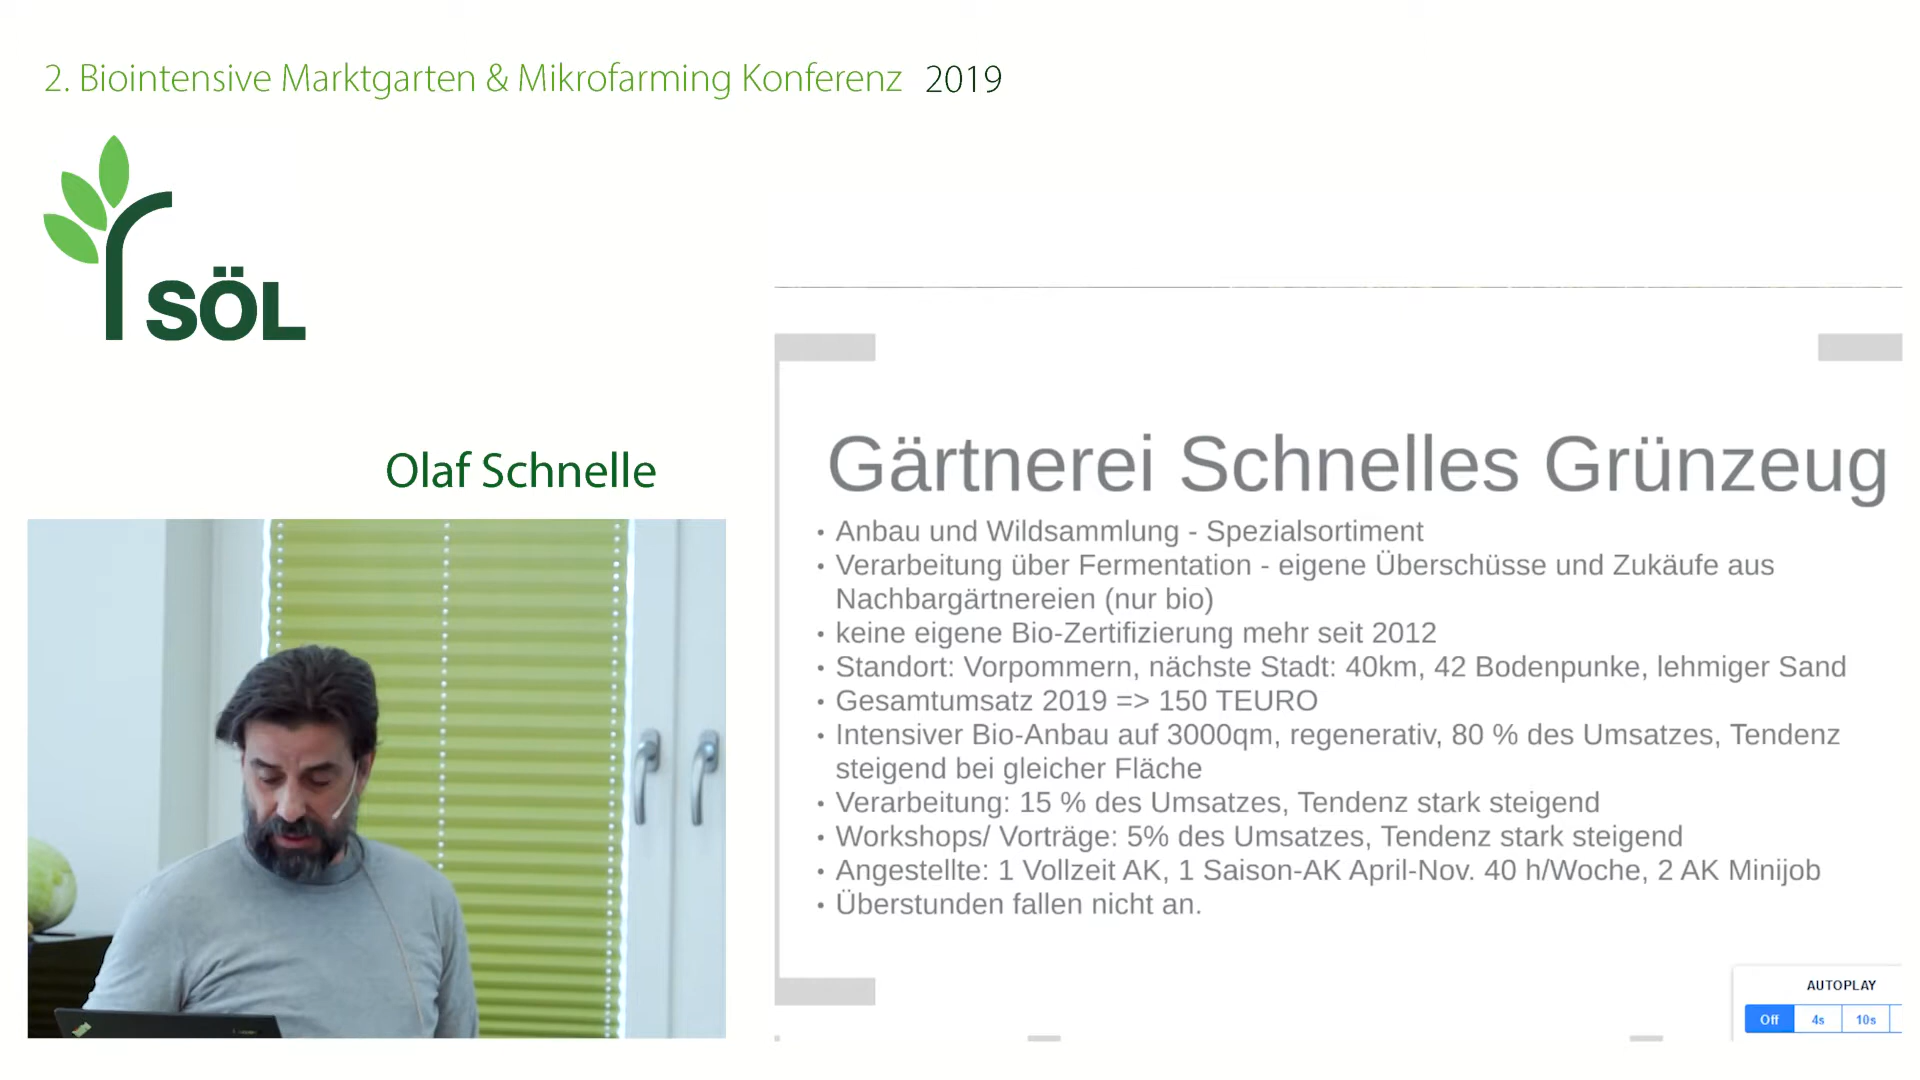 2. Biointensive Marktgarten & Mikrofarming Konferenz 2019
SÖL
Olaf Schnelle
Gärtnerei Schnelles Grünzeug
• Anbau und Wildsammlung - Spezialsortiment
• Verarbeitung über Fermentation - eigene Überschüsse und Zukäufe aus
Nachbargärtnereien (nur bio)
• keine eigene Bio-Zertifizierung mehr seit 2012
• Standort: Vorpommern, nächste Stadt: 40km, 42 Bodenpunke, lehmiger Sand
• Gesamtumsatz 2019 => 150 TEURO
• Intensiver Bio-Anbau auf 3000qm, regenerativ, 80 % des Umsatzes, Tendenz
steigend bei gleicher Fläche
• Verarbeitung: 15 % des Umsatzes, Tendenz stark steigend
• Workshops/ Vorträge: 5% des Umsatzes, Tendenz stark steigend
• Angestellte: 1 Vollzeit AK, 1 Saison-AK April-Nov. 40 h/Woche, 2 AK Minijob
• Überstunden fallen nicht an.
AUTOPLAY
Off 4s 10s